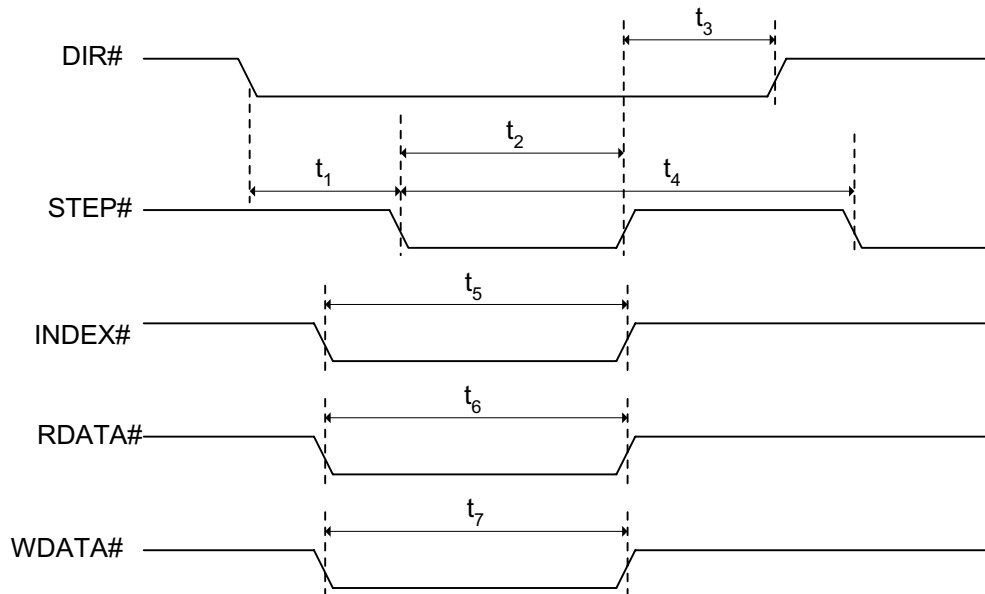 t₃
DIR#
t₂
t₁
t₄
STEP#
t₅
INDEX#
t₆
RDATA#
t₇
WDATA#